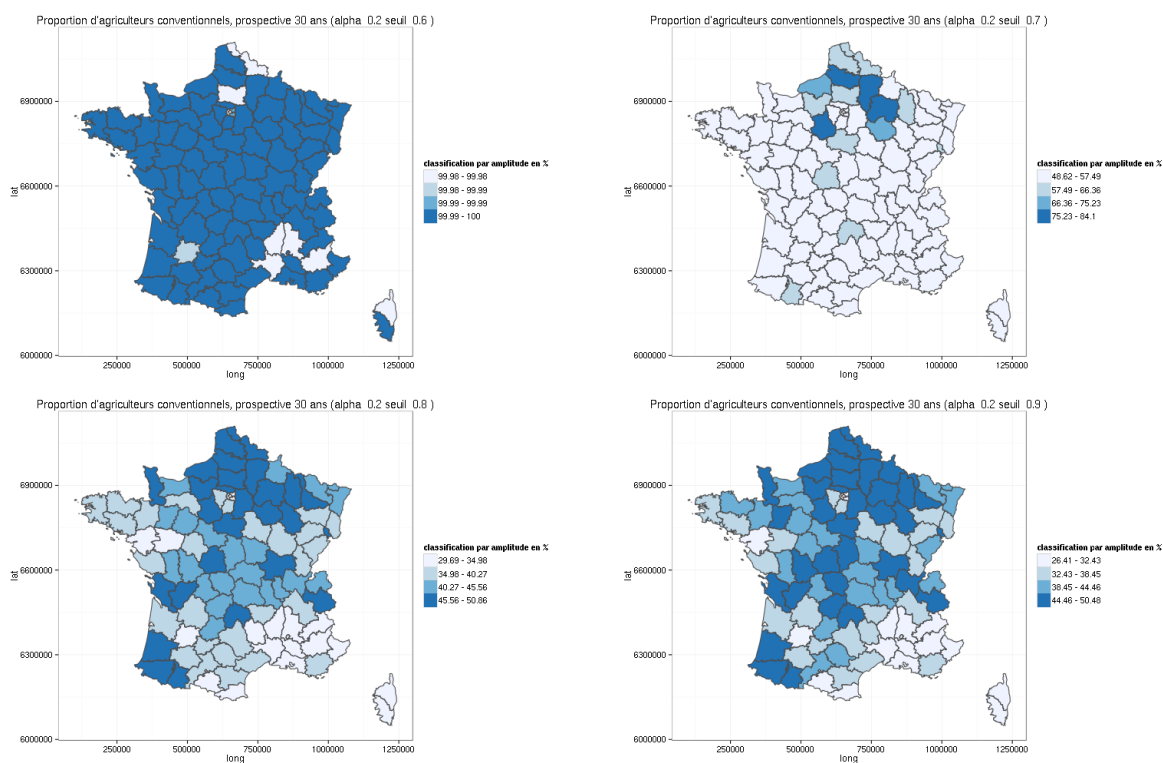 Proportion d'agriculteurs conventionnels, prospective 30 ans (alpha 0.2 seuil 0.6 )
6900000
6600000
6300000
6000000
lat
250000 500000 750000 1000000 1250000
long
classification par amplitude en %
99.98 - 99.98
99.98 - 99.99
99.99 - 99.99
99.99 - 100
Proportion d'agriculteurs conventionnels, prospective 30 ans (alpha 0.2 seuil 0.7 )
6900000
6600000
6300000
6000000
lat
250000 500000 750000 1000000 1250000
long
classification par amplitude en %
48.62 - 57.49
57.49 - 66.36
66.36 - 75.23
75.23 - 84.1
Proportion d'agriculteurs conventionnels, prospective 30 ans (alpha 0.2 seuil 0.8 )
6900000
6600000
6300000
6000000
lat
250000 500000 750000 1000000 1250000
long
classification par amplitude en %
29.69 - 34.98
34.98 - 40.27
40.27 - 45.56
45.56 - 50.86
Proportion d'agriculteurs conventionnels, prospective 30 ans (alpha 0.2 seuil 0.9 )
6900000
6600000
6300000
6000000
lat
250000 500000 750000 1000000 1250000
long
classification par amplitude en %
26.41 - 32.43
32.43 - 38.45
38.45 - 44.46
44.46 - 50.48